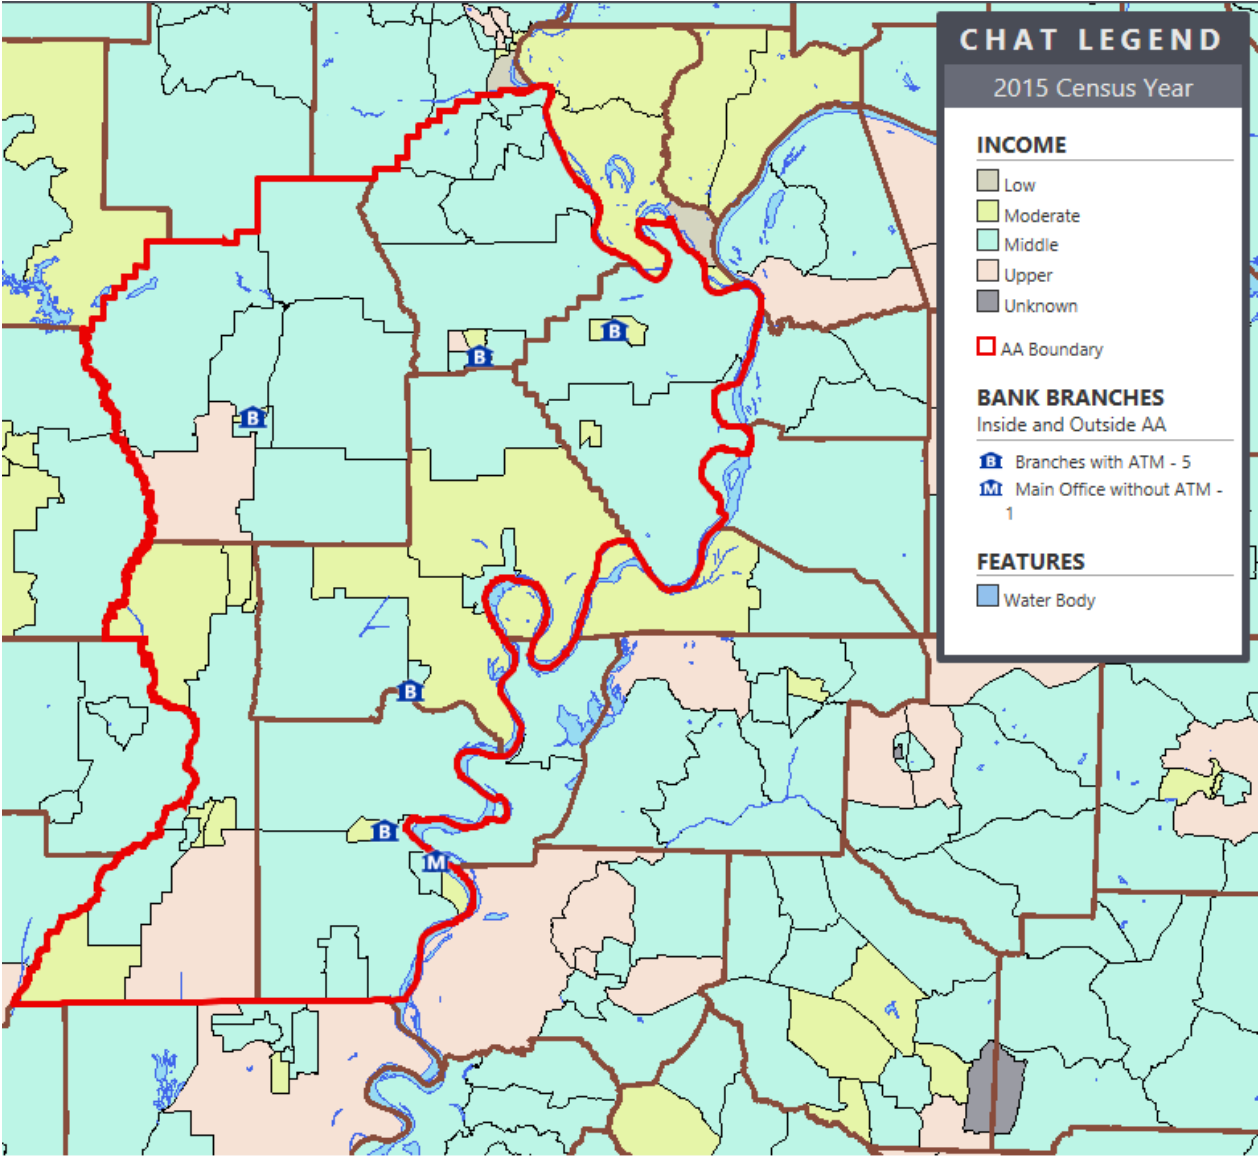 CHAT LEGEND
2015 Census Year
INCOME
Low
Moderate
Middle
Upper
Unknown
AA Boundary
BANK BRANCHES
Inside and Outside AA
B Branches with ATM - 5
M Main Office without ATM -
1
FEATURES
Water Body
B
B
B
B
B
M